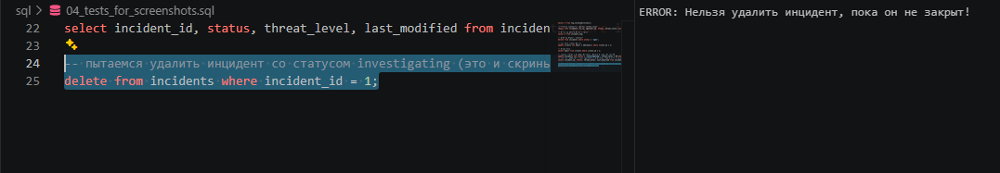 sql > 04_tests_for_screenshots.sql
22 select incident_id, status, threat_level, last_modified from inciden
23
24 -- пытаемся удалить инцидент со статусом investigating (это и скринь
25 delete from incidents where incident_id = 1;
ERROR: Нельзя удалить инцидент, пока он не закрыт!